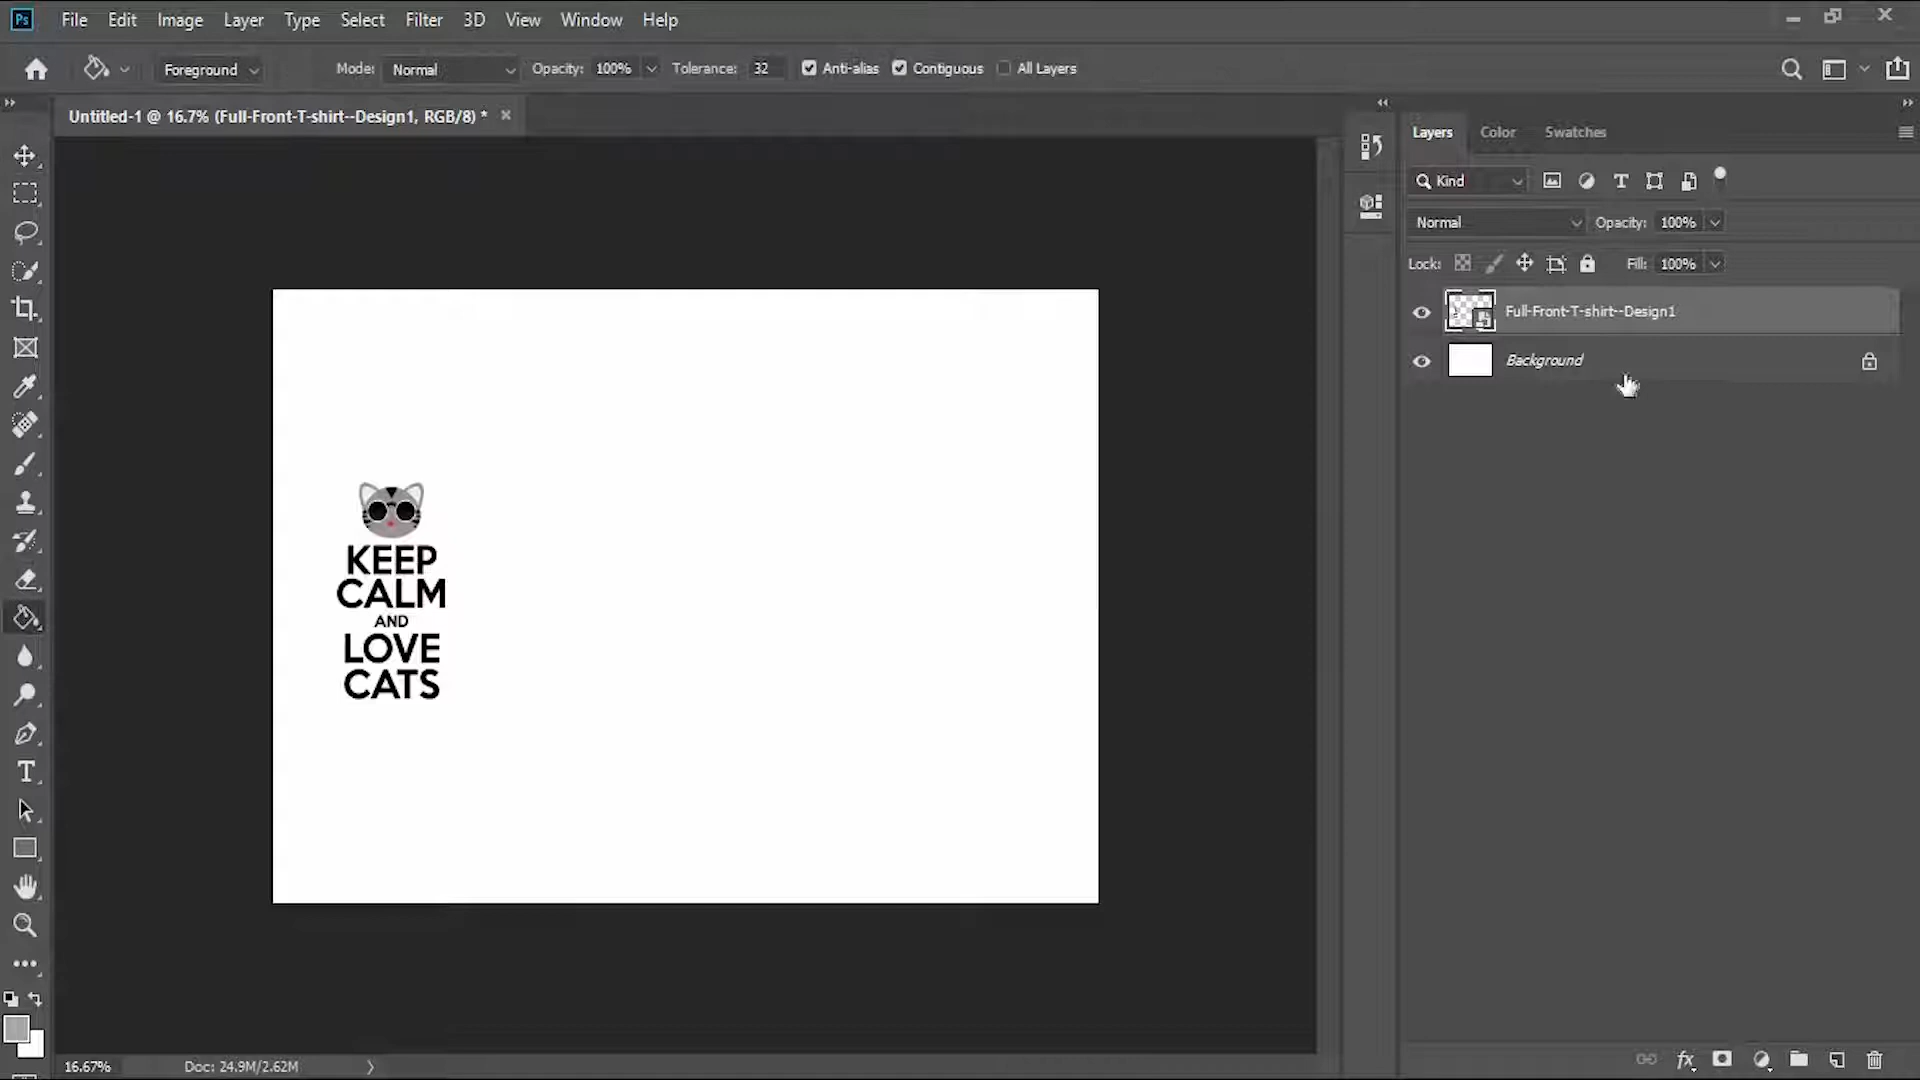 Ps File Edit Image Layer Type Select Filter 3D View Window Help
Foreground Mode: Normal Opacity: 100% Tolerance: 32 Anti-alias Contiguous All Layers
Untitled-1 @ 16.7% (Full-Front-T-shirt--Design1, RGB/8) *
Layers Color Swatches
Kind
Normal Opacity: 100%
Lock: Fill: 100%
Full-Front-T-shirt--Design1
Background
KEEP
CALM
AND
LOVE
CATS
16.67% Doc: 24.9M/2.62M